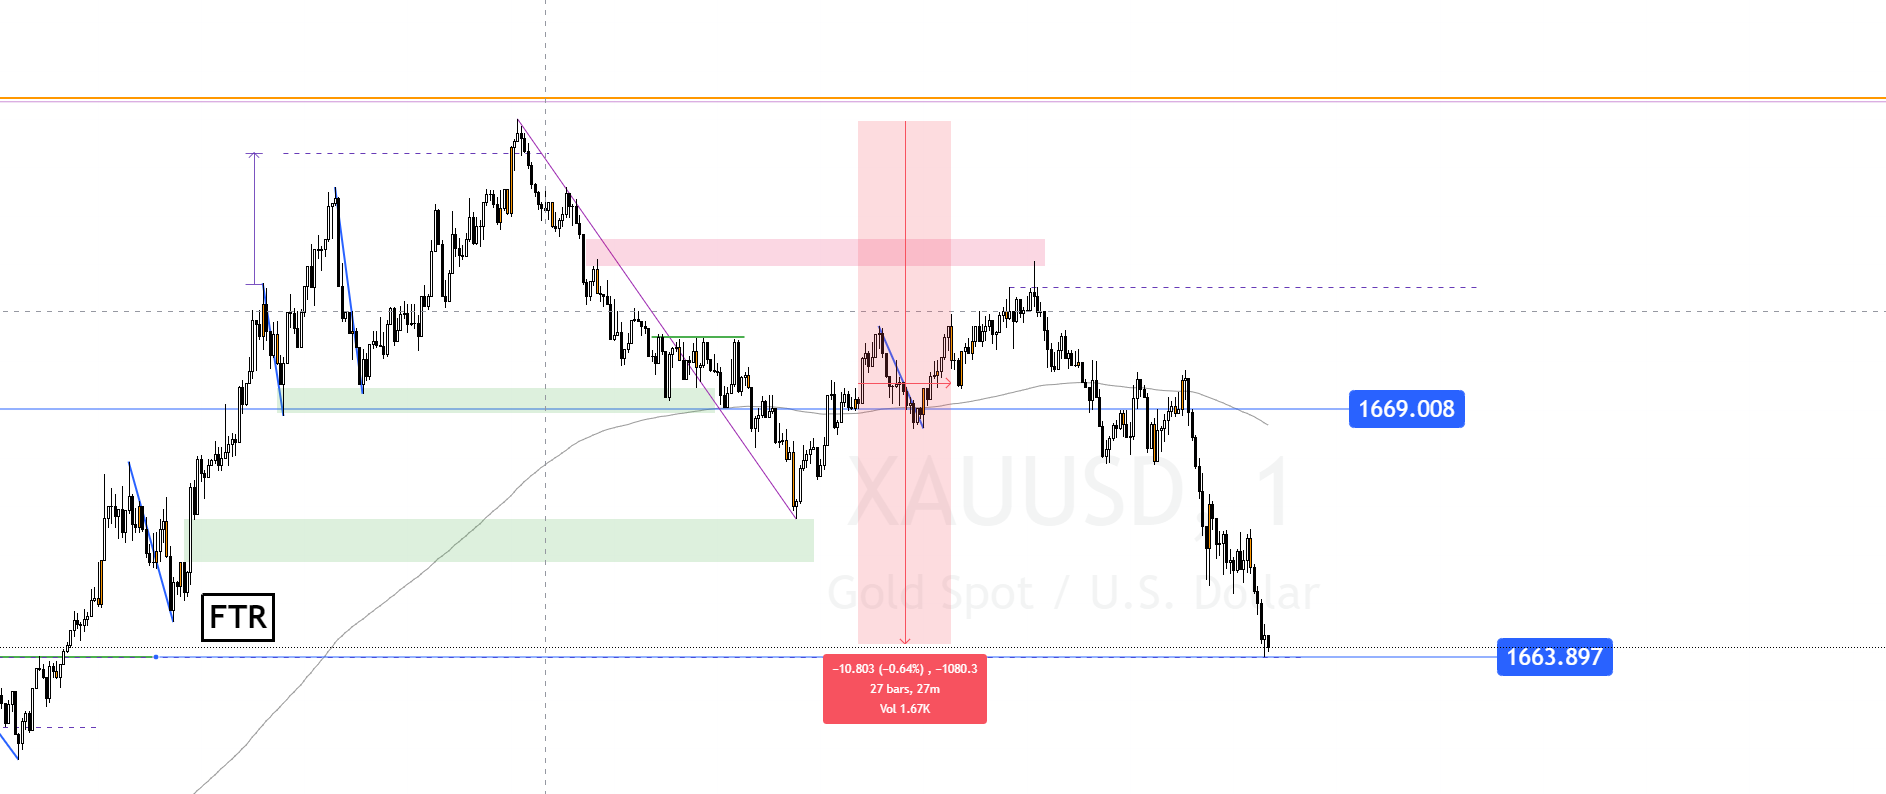 1669.008
XAUUSD, 1
Gold Spot / U.S. Dollar
FTR
1663.897
−10.803 (−0.64%) , −1080.3
27 bars, 27m
Vol 1.67K